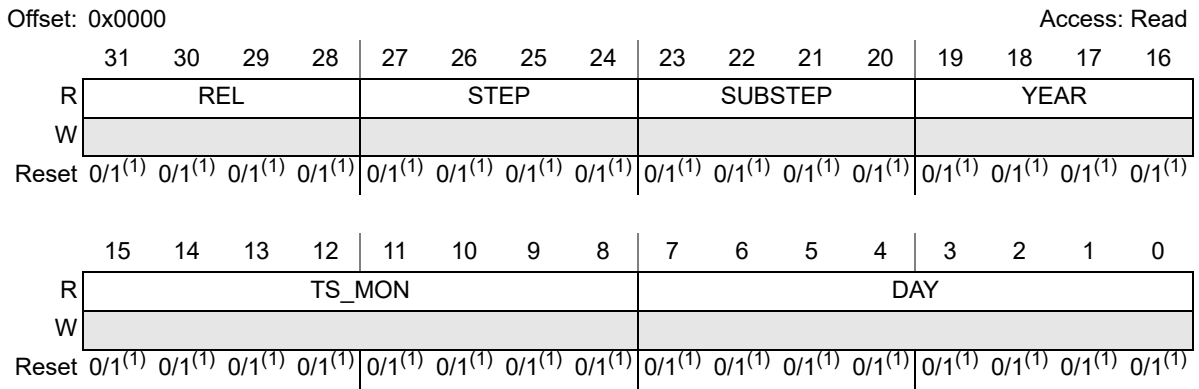 Offset: 0x0000 Access: Read
31 30 29 28 27 26 25 24 23 22 21 20 19 18 17 16
R REL STEP SUBSTEP YEAR
W
Reset 0/1(1) 0/1(1) 0/1(1) 0/1(1) 0/1(1) 0/1(1) 0/1(1) 0/1(1) 0/1(1) 0/1(1) 0/1(1) 0/1(1) 0/1(1) 0/1(1) 0/1(1) 0/1(1)
15 14 13 12 11 10 9 8 7 6 5 4 3 2 1 0
R TS_MON DAY
W
Reset 0/1(1) 0/1(1) 0/1(1) 0/1(1) 0/1(1) 0/1(1) 0/1(1) 0/1(1) 0/1(1) 0/1(1) 0/1(1) 0/1(1) 0/1(1) 0/1(1) 0/1(1) 0/1(1)